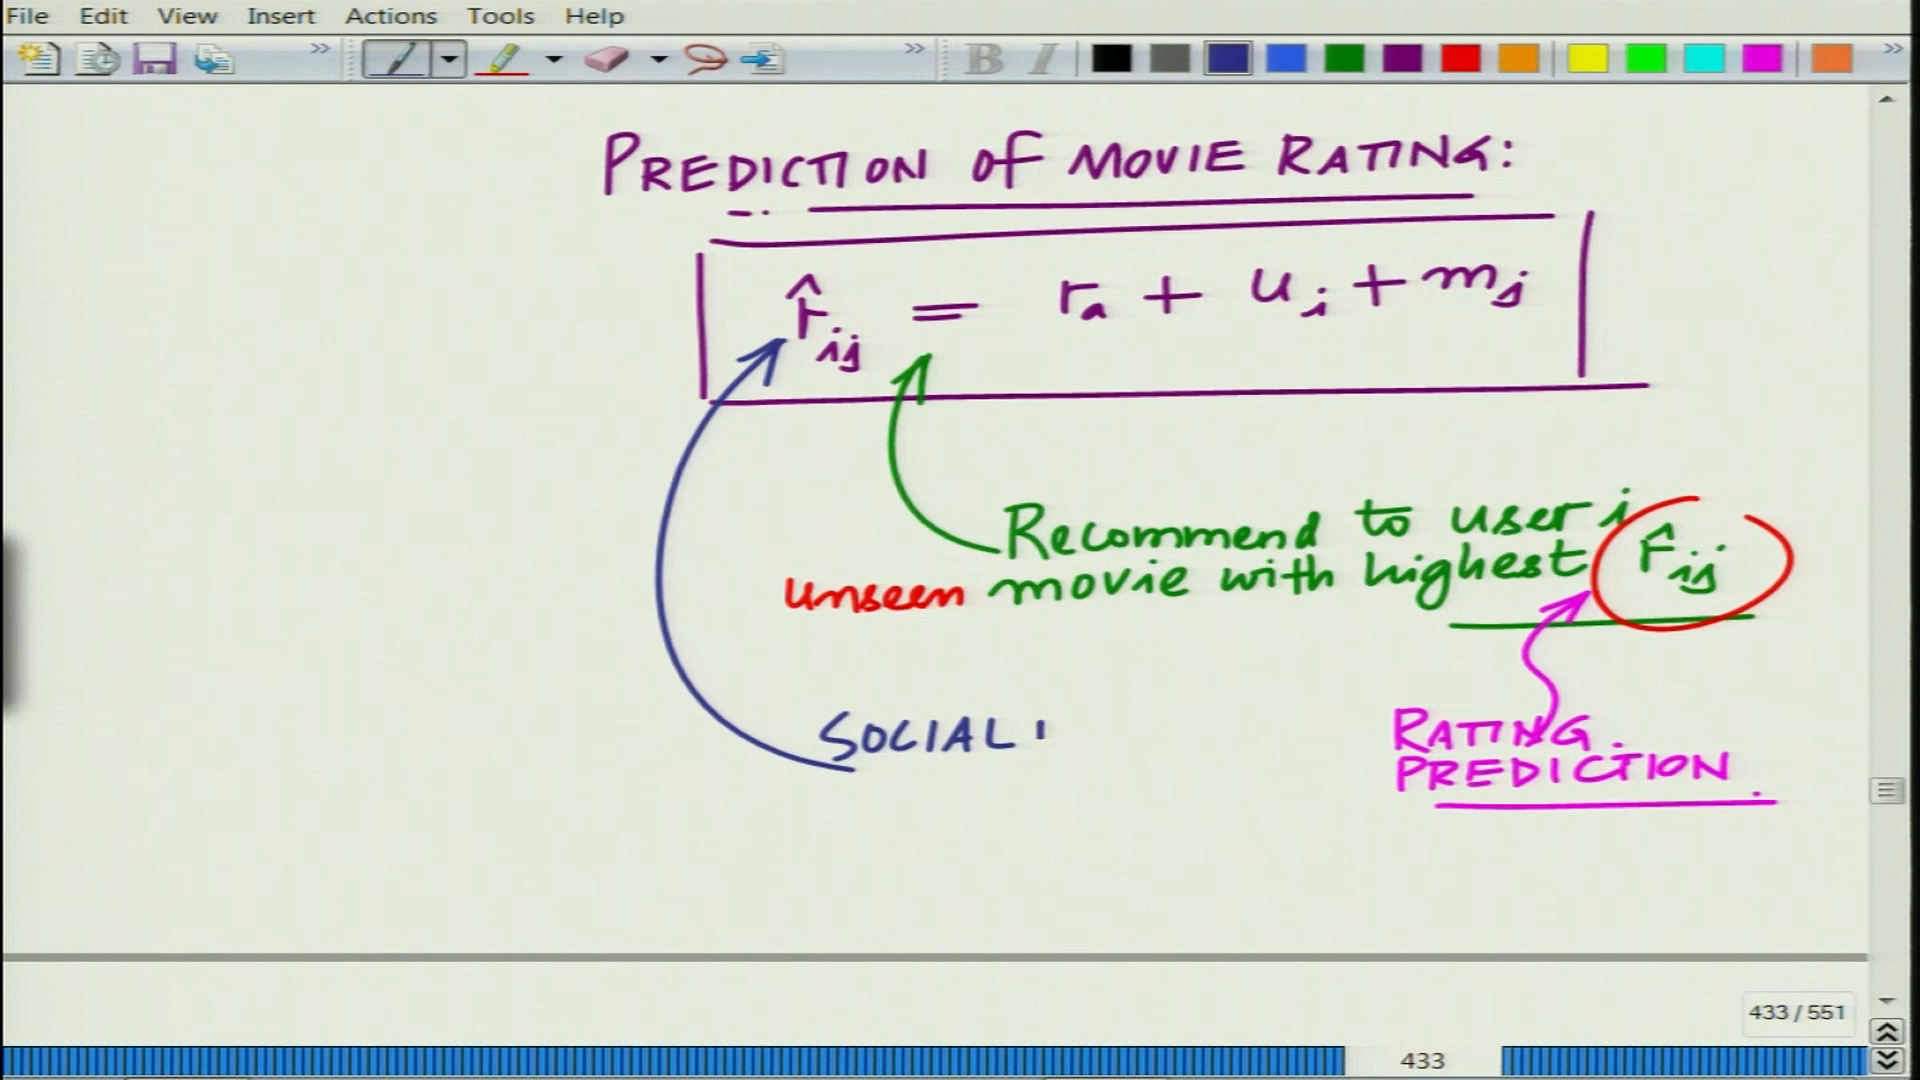 File Edit View Insert Actions Tools Help
B I
PREDICTION OF MOVIE RATING:
r̂ij = ra + ui + mj
Recommend to user i
unseen movie with highest r̂ij
SOCIAL
RATING
PREDICTION.
433 / 551
433